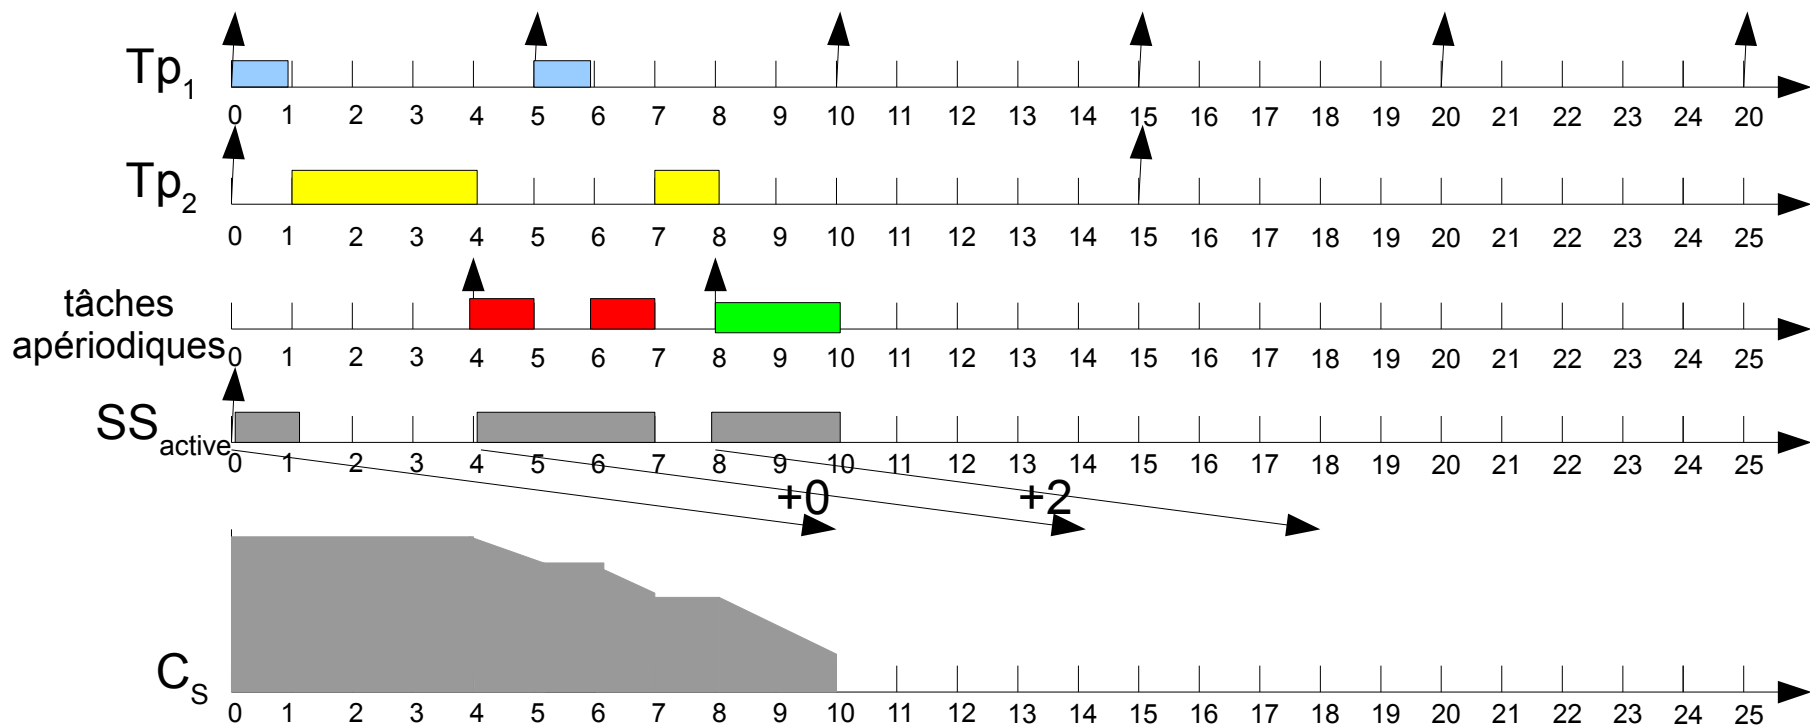 Tp1
0 1 2 3 4 5 6 7 8 9 10 11 12 13 14 15 16 17 18 19 20 21 22 23 24 20
Tp2
0 1 2 3 4 5 6 7 8 9 10 11 12 13 14 15 16 17 18 19 20 21 22 23 24 25
tâches
apériodiques
0 1 2 3 4 5 6 7 8 9 10 11 12 13 14 15 16 17 18 19 20 21 22 23 24 25
SSactive
0 1 2 3 4 5 6 7 8 9 10 11 12 13 14 15 16 17 18 19 20 21 22 23 24 25
+0 +2
CS
0 1 2 3 4 5 6 7 8 9 10 11 12 13 14 15 16 17 18 19 20 21 22 23 24 25